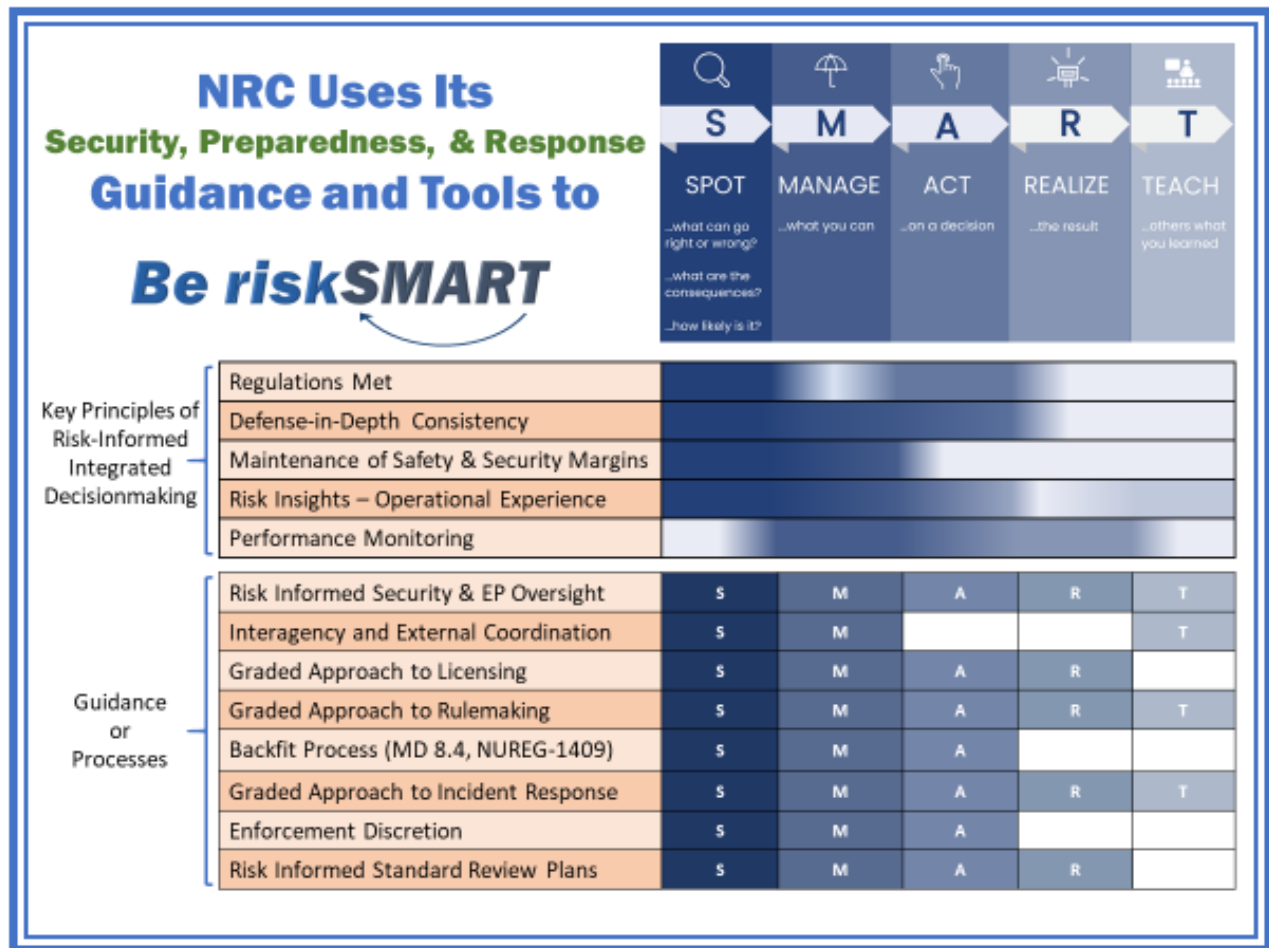 NRC Uses Its
Security, Preparedness, & Response
Guidance and Tools to
Be riskSMART
S M A R T
SPOT MANAGE ACT REALIZE TEACH
...what can go
right or wrong?
...what are the
consequences?
...how likely is it?
...what you can
...on a decision
...the result
...others what
you learned
Key Principles of
Risk-Informed
Integrated
Decisionmaking
Regulations Met
Defense-in-Depth Consistency
Maintenance of Safety & Security Margins
Risk Insights – Operational Experience
Performance Monitoring
Guidance
or
Processes
Risk Informed Security & EP Oversight S M A R T
Interagency and External Coordination S M T
Graded Approach to Licensing S M A R
Graded Approach to Rulemaking S M A R T
Backfit Process (MD 8.4, NUREG-1409) S M A
Graded Approach to Incident Response S M A R T
Enforcement Discretion S M A
Risk Informed Standard Review Plans S M A R